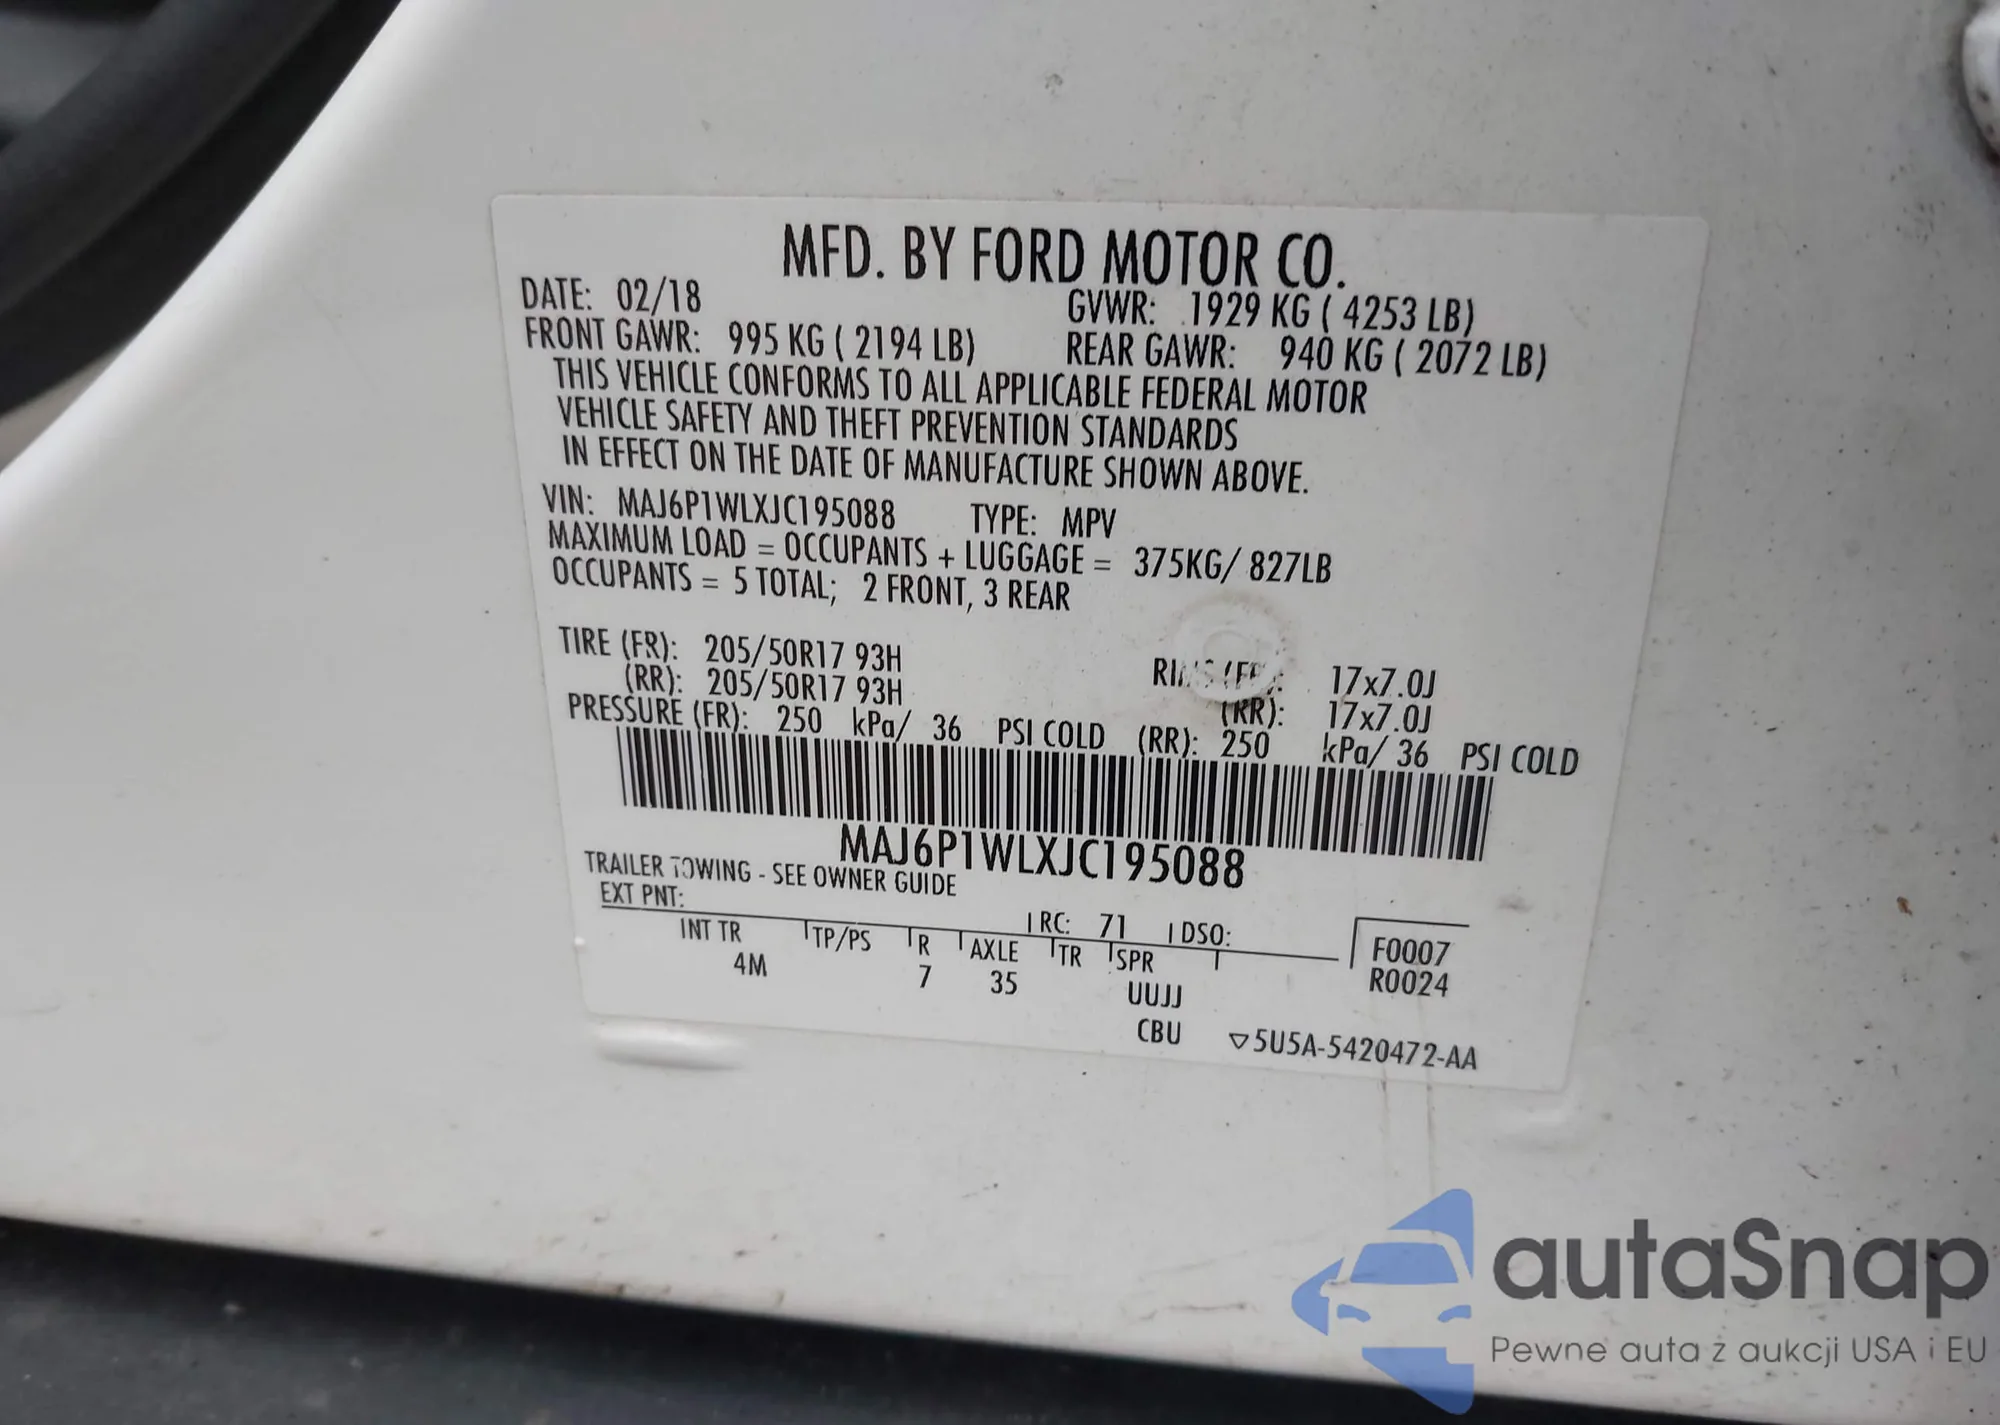 MFD. BY FORD MOTOR CO.
DATE: 02/18 GVWR: 1929 KG ( 4253 LB)
FRONT GAWR: 995 KG ( 2194 LB) REAR GAWR: 940 KG ( 2072 LB)
THIS VEHICLE CONFORMS TO ALL APPLICABLE FEDERAL MOTOR
VEHICLE SAFETY AND THEFT PREVENTION STANDARDS
IN EFFECT ON THE DATE OF MANUFACTURE SHOWN ABOVE.
VIN: MAJ6P1WLXJC195088 TYPE: MPV
MAXIMUM LOAD = OCCUPANTS + LUGGAGE = 375KG/ 827LB
OCCUPANTS = 5 TOTAL; 2 FRONT, 3 REAR
TIRE (FR): 205/50R17 93H 17x7.0J
(RR): 205/50R17 93H (RR): 17x7.0J
PRESSURE (FR): 250 kPa/ 36 PSI COLD (RR): 250 kPa/ 36 PSI COLD
MAJ6P1WLXJC195088
TRAILER TOWING - SEE OWNER GUIDE
EXT PNT: RC: 71 DSO:
INT TR TP/PS R AXLE TR SPR F0007
4M 7 35 UUJJ R0024
CBU ▽5U5A-5420472-AA
autaSnap
Pewne auta z aukcji USA i EU